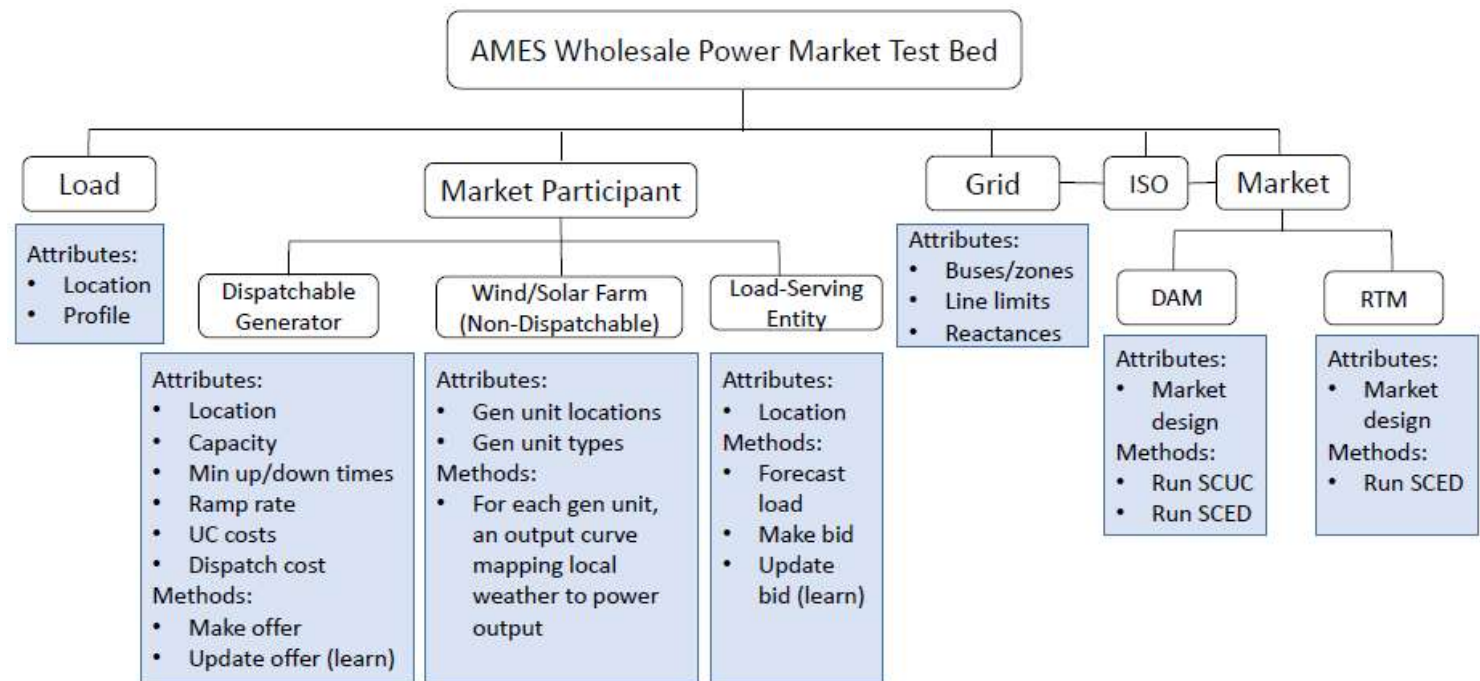 AMES Wholesale Power Market Test Bed
Load
Market Participant
Grid
ISO
Market
Attributes:
• Location
• Profile
Dispatchable
Generator
Wind/Solar Farm
(Non-Dispatchable)
Load-Serving
Entity
Attributes:
• Buses/zones
• Line limits
• Reactances
DAM
RTM
Attributes:
• Location
• Capacity
• Min up/down times
• Ramp rate
• UC costs
• Dispatch cost
Methods:
• Make offer
• Update offer (learn)
Attributes:
• Gen unit locations
• Gen unit types
Methods:
• For each gen unit,
an output curve
mapping local
weather to power
output
Attributes:
• Location
Methods:
• Forecast
load
• Make bid
• Update
bid (learn)
Attributes:
• Market
design
Methods:
• Run SCUC
• Run SCED
Attributes:
• Market
design
Methods:
• Run SCED